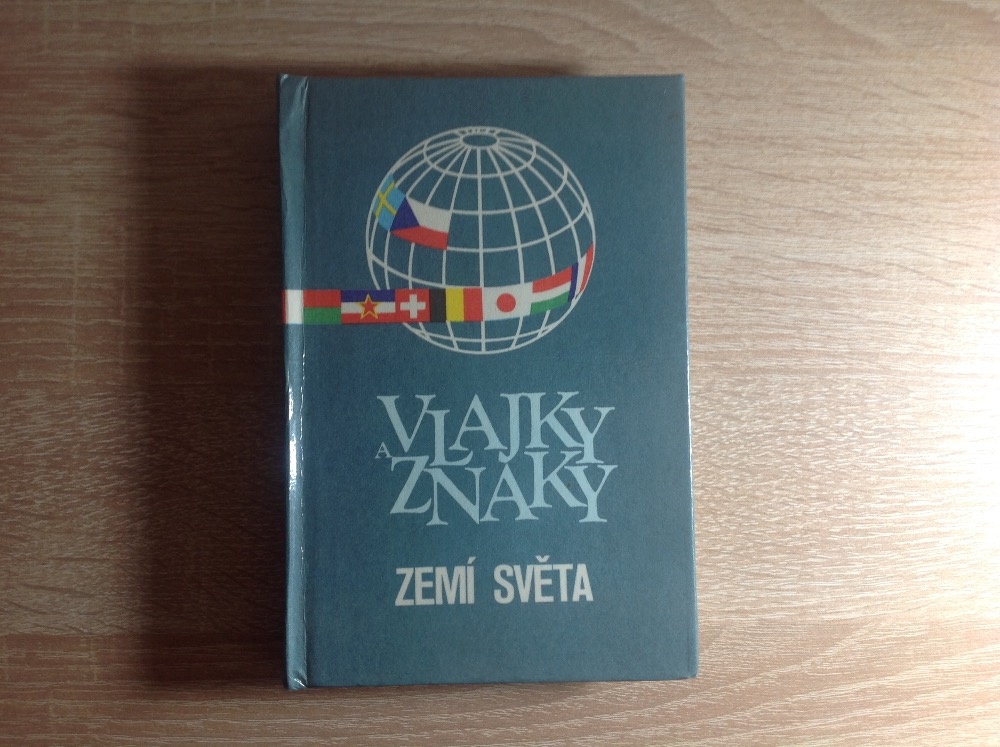 VLAJKY
A ZNAKY
ZEMÍ SVĚTA